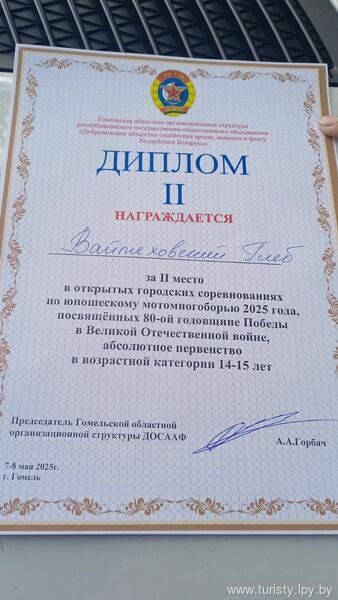 ДОСААФ
Гомельская областная организационная структура
республиканского государственно-общественного объединения
«Добровольное общество содействия армии, авиации и флоту
Республики Беларусь»
ДИПЛОМ
II
НАГРАЖДАЕТСЯ
Вайтеховский Глеб
за II место
в открытых городских соревнованиях
по юношескому мотомногоборью 2025 года,
посвящённых 80-ой годовщине Победы
в Великой Отечественной войне,
абсолютное первенство
в возрастной категории 14-15 лет
Председатель Гомельской областной
организационной структуры ДОСААФ
А.А.Горбач
7-8 мая 2025г.
г. Гомель
www.turisty.lpy.by